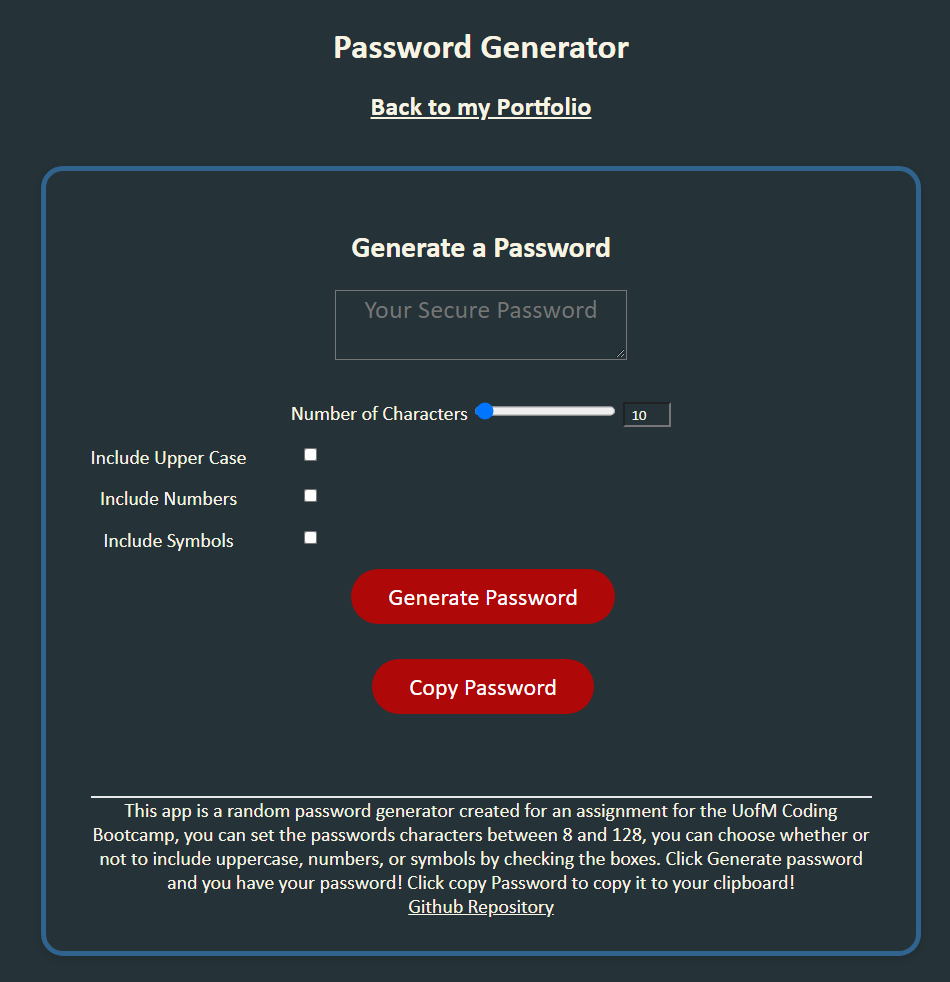 Password Generator
Back to my Portfolio
Generate a Password
Your Secure Password
Number of Characters 10
Include Upper Case
Include Numbers
Include Symbols
Generate Password
Copy Password
This app is a random password generator created for an assignment for the UofM Coding
Bootcamp, you can set the passwords characters between 8 and 128, you can choose whether or
not to include uppercase, numbers, or symbols by checking the boxes. Click Generate password
and you have your password! Click copy Password to copy it to your clipboard!
Github Repository